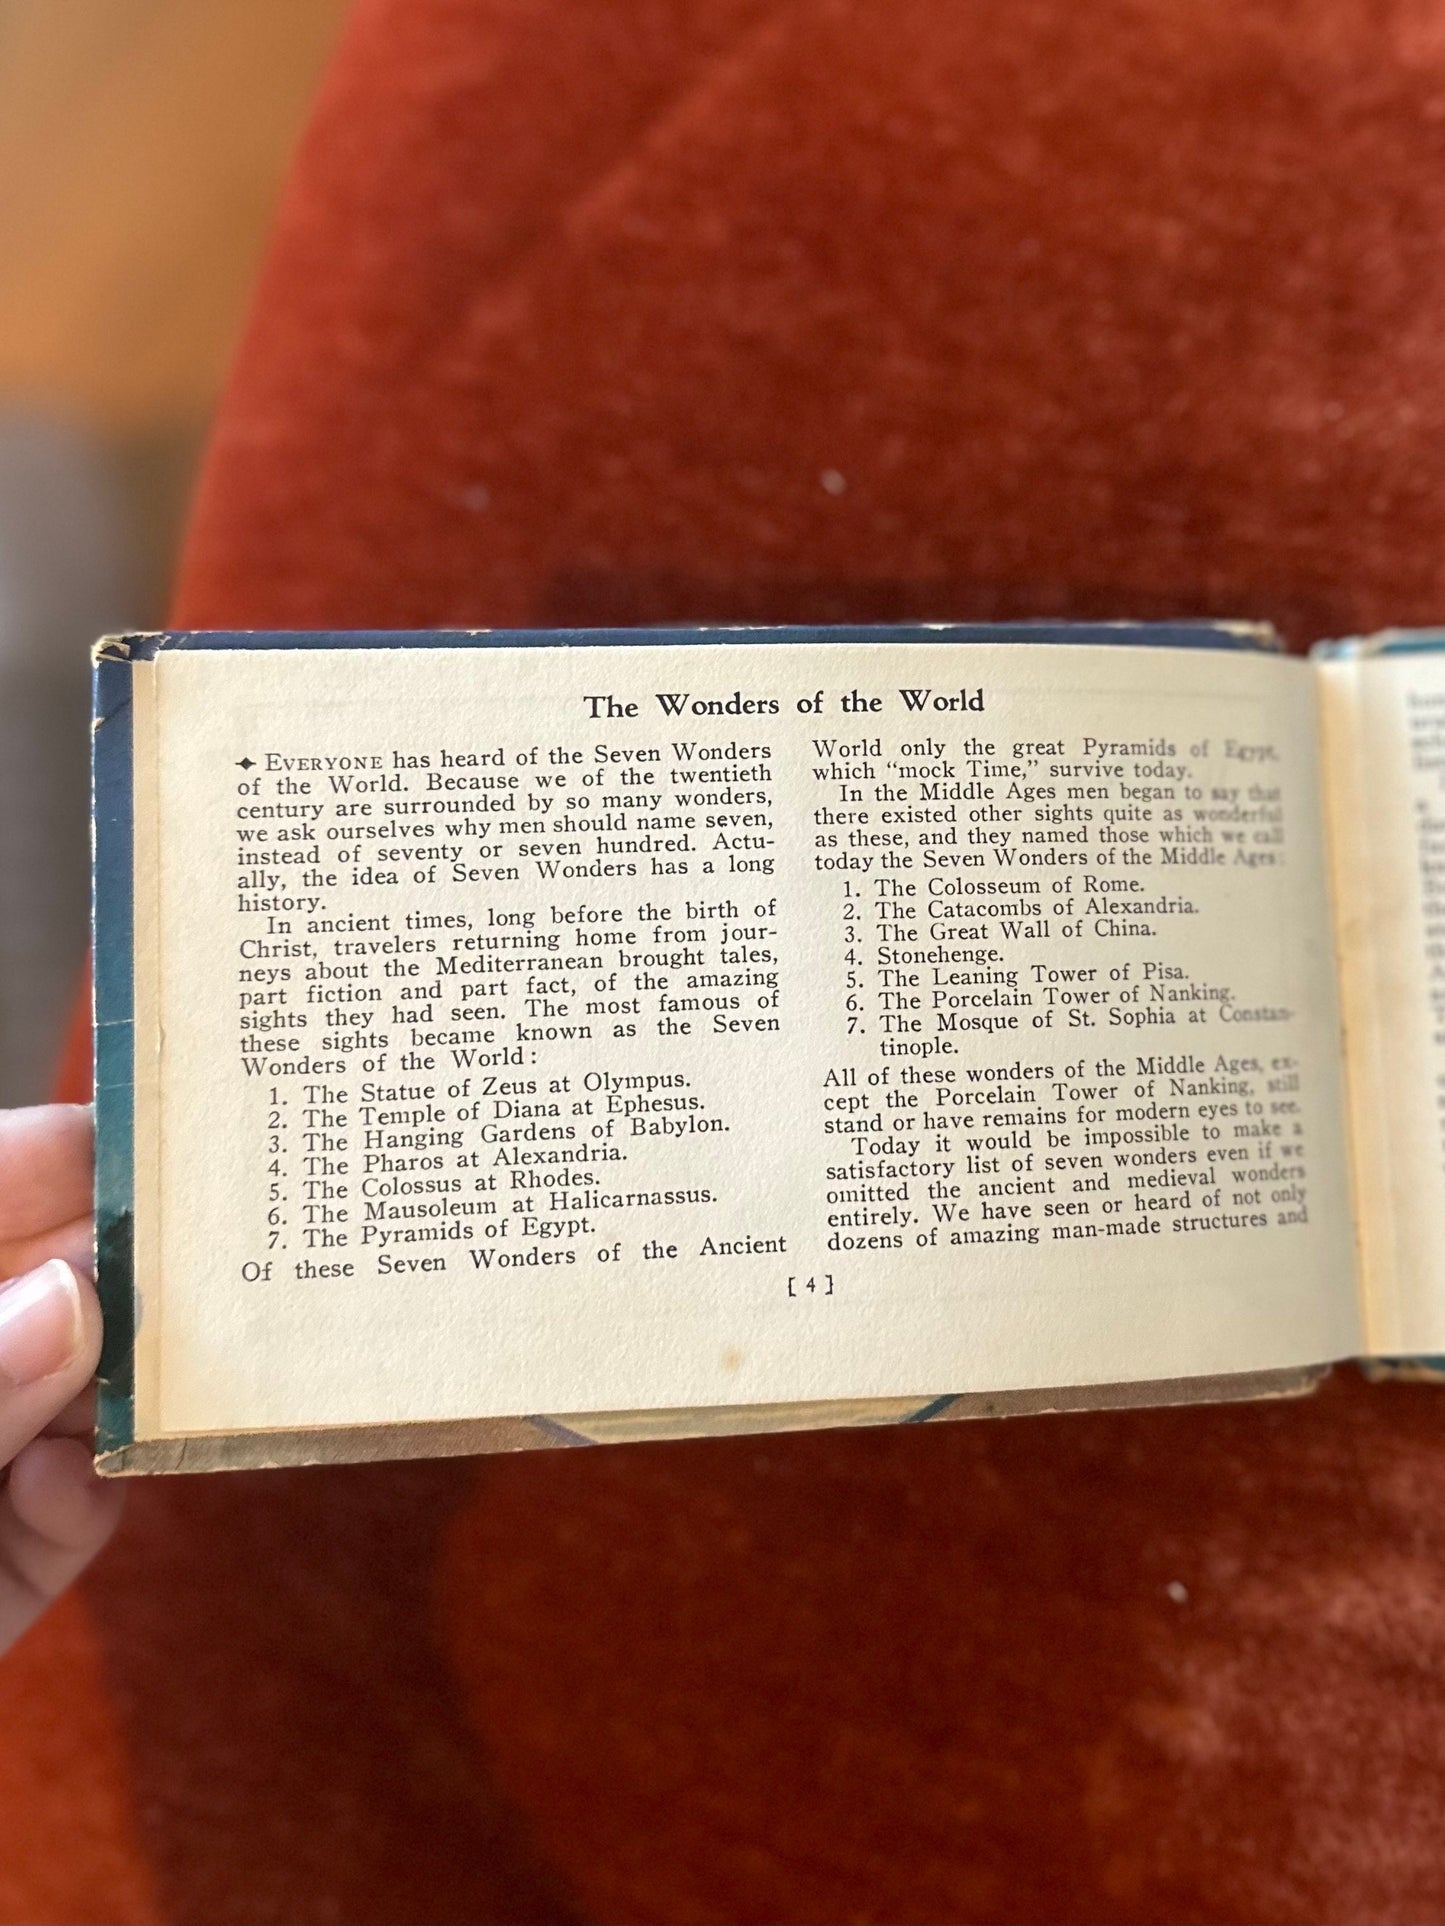 The Wonders of the World
EVERYONE has heard of the Seven Wonders
of the World. Because we of the twentieth
century are surrounded by so many wonders,
we ask ourselves why men should name seven,
instead of seventy or seven hundred. Actu-
ally, the idea of Seven Wonders has a long
history.
In ancient times, long before the birth of
Christ, travelers returning home from jour-
neys about the Mediterranean brought tales,
part fiction and part fact, of the amazing
sights they had seen. The most famous of
these sights became known as the Seven
Wonders of the World:
1. The Statue of Zeus at Olympus.
2. The Temple of Diana at Ephesus.
3. The Hanging Gardens of Babylon.
4. The Pharos at Alexandria.
5. The Colossus at Rhodes.
6. The Mausoleum at Halicarnassus.
7. The Pyramids of Egypt.
Of these Seven Wonders of the Ancient
World only the great Pyramids of Egypt,
which "mock Time," survive today.
In the Middle Ages men began to say that
there existed other sights quite as wonderful
as these, and they named those which we call
today the Seven Wonders of the Middle Ages:
1. The Colosseum of Rome.
2. The Catacombs of Alexandria.
3. The Great Wall of China.
4. Stonehenge.
5. The Leaning Tower of Pisa.
6. The Porcelain Tower of Nanking.
7. The Mosque of St. Sophia at Constan-
tinople.
All of these wonders of the Middle Ages, ex-
cept the Porcelain Tower of Nanking, still
stand or have remains for modern eyes to see.
Today it would be impossible to make a
satisfactory list of seven wonders even if we
omitted the ancient and medieval wonders
entirely. We have seen or heard of not only
dozens of amazing man-made structures and
[ 4 ]